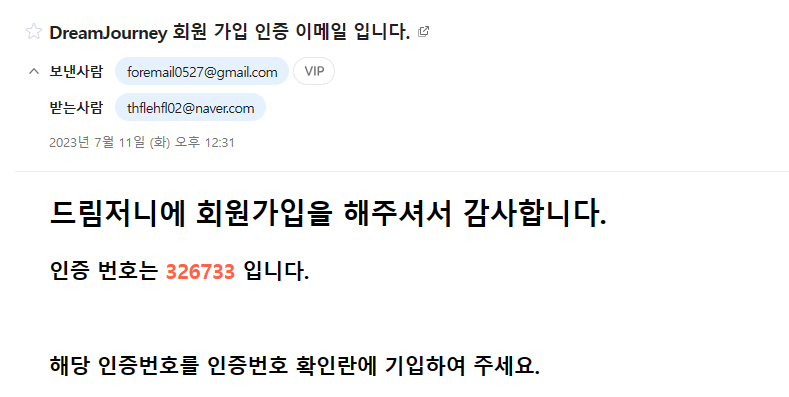 DreamJourney 회원 가입 인증 이메일 입니다.
보낸사람 foremail0527@gmail.com VIP
받는사람 thflehfl02@naver.com
2023년 7월 11일 (화) 오후 12:31
드림저니에 회원가입을 해주셔서 감사합니다.
인증 번호는 326733 입니다.
해당 인증번호를 인증번호 확인란에 기입하여 주세요.